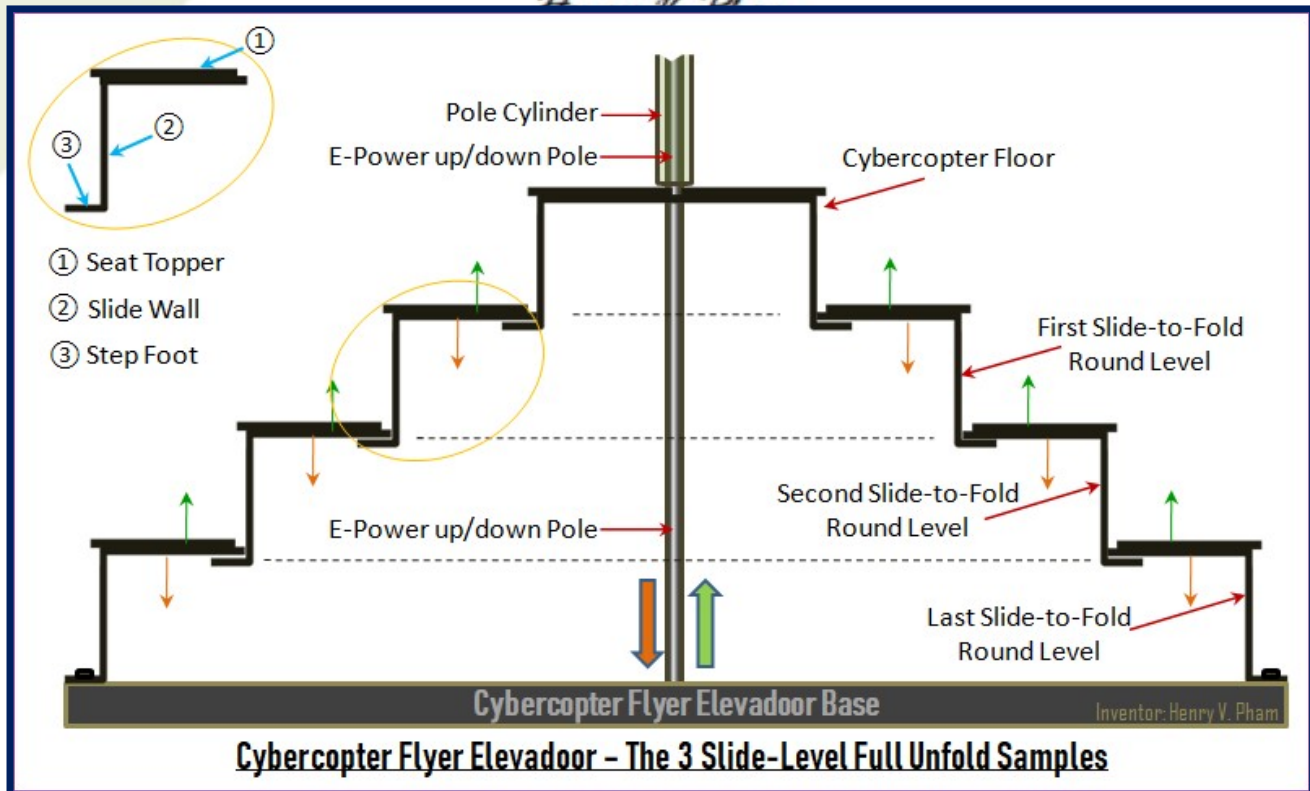 ①
②
③
① Seat Topper
② Slide Wall
③ Step Foot
Pole Cylinder
E-Power up/down Pole
Cybercopter Floor
First Slide-to-Fold
Round Level
Second Slide-to-Fold
Round Level
E-Power up/down Pole
Last Slide-to-Fold
Round Level
Cybercopter Flyer Elevadoor Base
Inventor: Henry V. Pham
Cybercopter Flyer Elevadoor – The 3 Slide-Level Full Unfold Samples